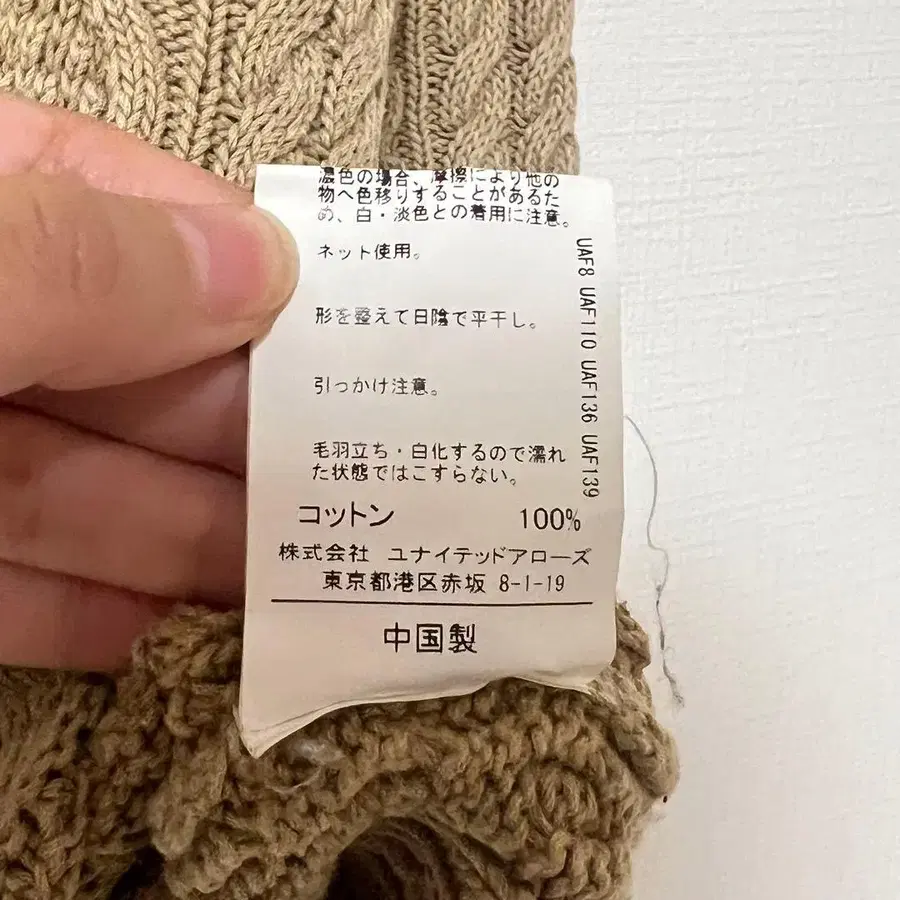 濃色の場合、摩擦により他の
物へ色移りすることがあるた
め、白・淡色との着用に注意。
ネット使用。
形を整えて日陰で平干し。
引っかけ注意。
毛羽立ち・白化するので濡れ
た状態ではこすらない。
コットン 100%
株式会社 ユナイテッドアローズ
東京都港区赤坂 8-1-19
中国製
UAF8 UAF110 UAF136 UAF139